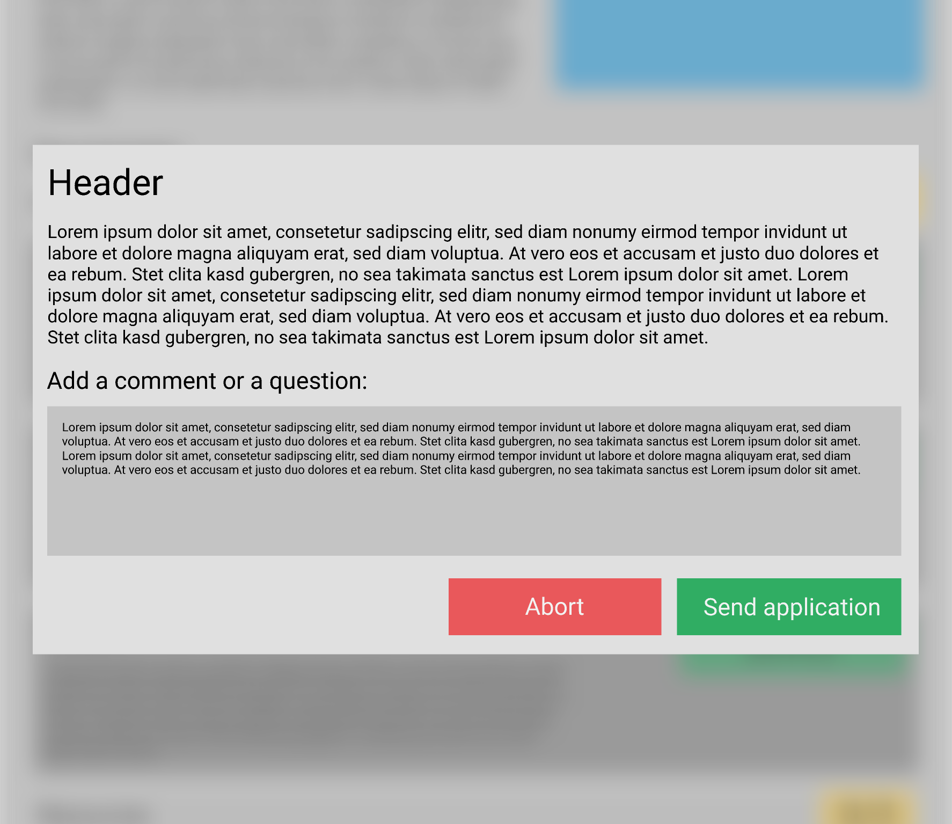 Header
Lorem ipsum dolor sit amet, consetetur sadipscing elitr, sed diam nonumy eirmod tempor invidunt ut
labore et dolore magna aliquyam erat, sed diam voluptua. At vero eos et accusam et justo duo dolores et
ea rebum. Stet clita kasd gubergren, no sea takimata sanctus est Lorem ipsum dolor sit amet. Lorem
ipsum dolor sit amet, consetetur sadipscing elitr, sed diam nonumy eirmod tempor invidunt ut labore et
dolore magna aliquyam erat, sed diam voluptua. At vero eos et accusam et justo duo dolores et ea rebum.
Stet clita kasd gubergren, no sea takimata sanctus est Lorem ipsum dolor sit amet.
Add a comment or a question:
Lorem ipsum dolor sit amet, consetetur sadipscing elitr, sed diam nonumy eirmod tempor invidunt ut labore et dolore magna aliquyam erat, sed diam
voluptua. At vero eos et accusam et justo duo dolores et ea rebum. Stet clita kasd gubergren, no sea takimata sanctus est Lorem ipsum dolor sit amet.
Lorem ipsum dolor sit amet, consetetur sadipscing elitr, sed diam nonumy eirmod tempor invidunt ut labore et dolore magna aliquyam erat, sed diam
voluptua. At vero eos et accusam et justo duo dolores et ea rebum. Stet clita kasd gubergren, no sea takimata sanctus est Lorem ipsum dolor sit amet.
Abort
Send application